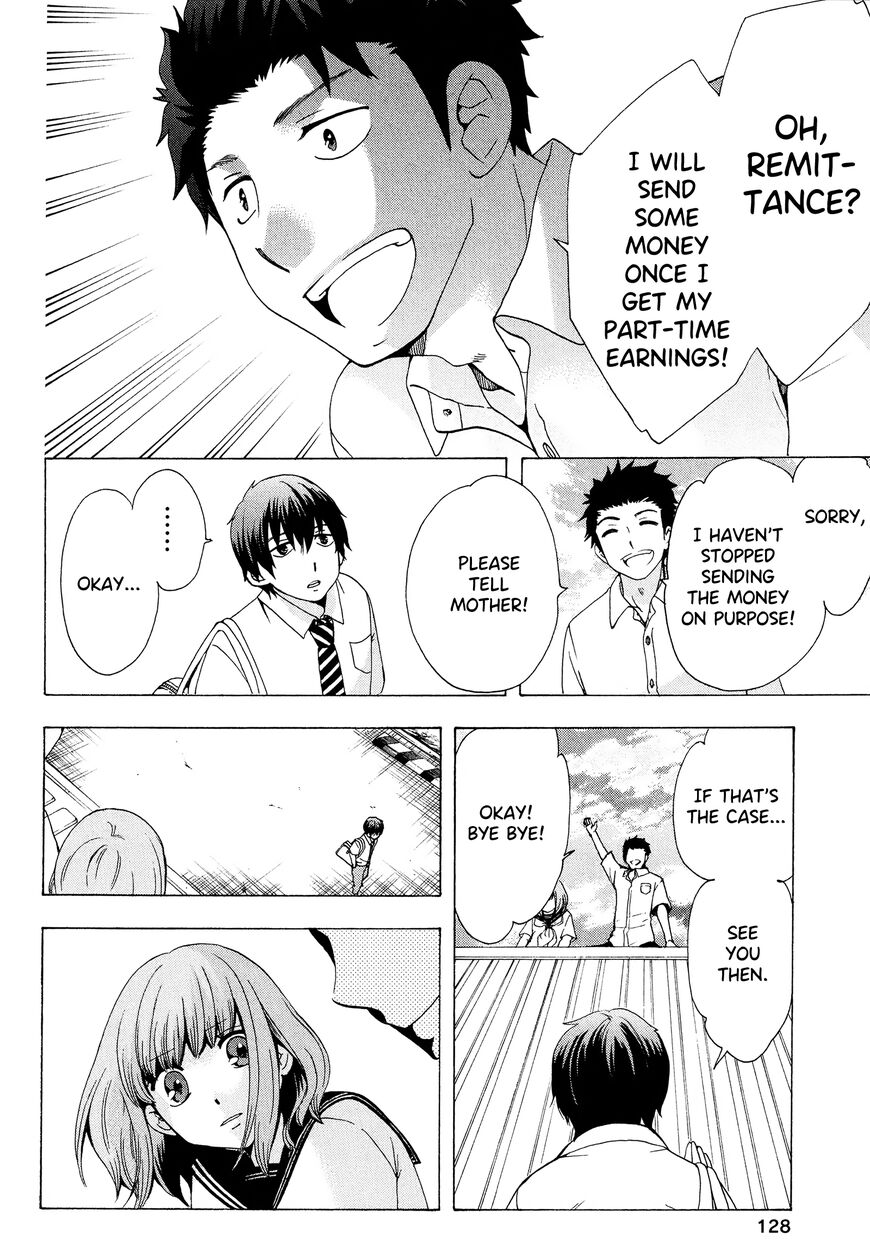 OH,
REMIT-
TANCE?
I WILL
SEND
SOME
MONEY
ONCE I
GET MY
PART-TIME
EARNINGS!
SORRY,
I HAVEN'T
STOPPED
SENDING
THE MONEY
ON PURPOSE!
PLEASE
TELL
MOTHER!
......
OKAY...
IF THAT'S
THE CASE...
SEE
YOU
THEN.
OKAY!
BYE BYE!
128